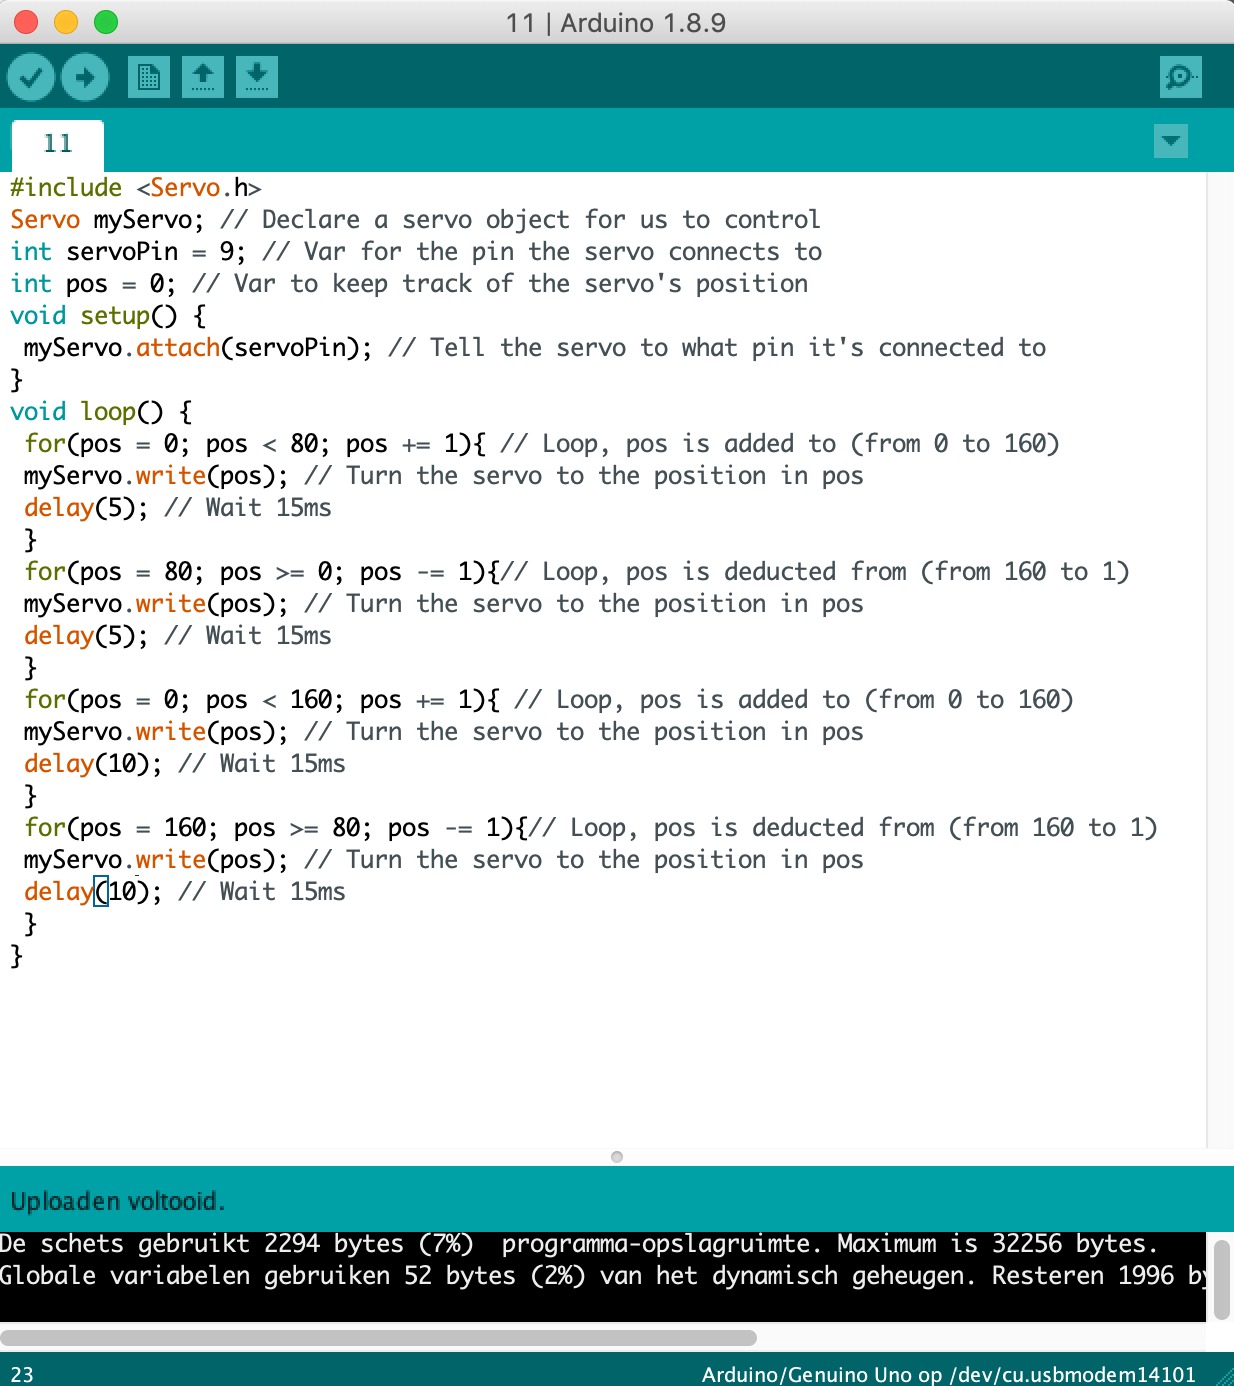 11 | Arduino 1.8.9
11
#include <Servo.h>
Servo myServo; // Declare a servo object for us to control
int servoPin = 9; // Var for the pin the servo connects to
int pos = 0; // Var to keep track of the servo's position
void setup() {
 myServo.attach(servoPin); // Tell the servo to what pin it's connected to
}
void loop() {
 for(pos = 0; pos < 80; pos += 1){ // Loop, pos is added to (from 0 to 160)
 myServo.write(pos); // Turn the servo to the position in pos
 delay(5); // Wait 15ms
 }
 for(pos = 80; pos >= 0; pos -= 1){// Loop, pos is deducted from (from 160 to 1)
 myServo.write(pos); // Turn the servo to the position in pos
 delay(5); // Wait 15ms
 }
 for(pos = 0; pos < 160; pos += 1){ // Loop, pos is added to (from 0 to 160)
 myServo.write(pos); // Turn the servo to the position in pos
 delay(10); // Wait 15ms
 }
 for(pos = 160; pos >= 80; pos -= 1){// Loop, pos is deducted from (from 160 to 1)
 myServo.write(pos); // Turn the servo to the position in pos
 delay(10); // Wait 15ms
 }
}
Uploaden voltooid.
De schets gebruikt 2294 bytes (7%)  programma-opslagruimte. Maximum is 32256 bytes.
Globale variabelen gebruiken 52 bytes (2%) van het dynamisch geheugen. Resteren 1996 by
23
Arduino/Genuino Uno op /dev/cu.usbmodem14101